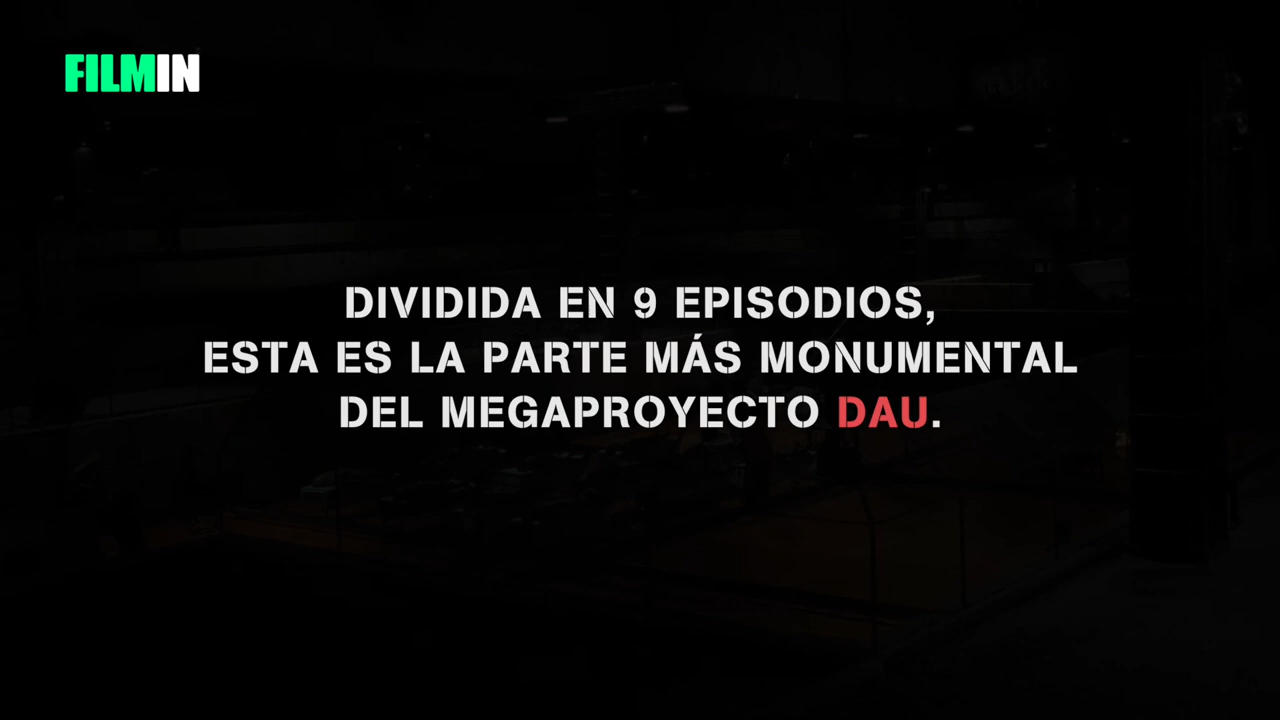 FILMIN
DIVIDIDA EN 9 EPISODIOS,
ESTA ES LA PARTE MÁS MONUMENTAL
DEL MEGAPROYECTO DAU.